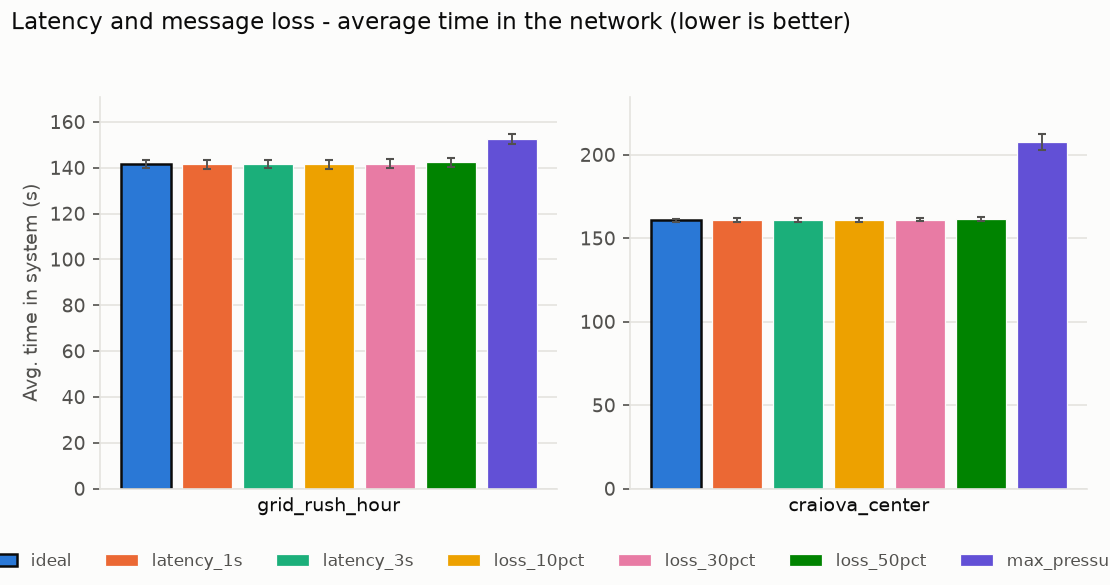 Latency and message loss - average time in the network (lower is better)
Avg. time in system (s)
160
140
120
100
80
60
40
20
0
grid_rush_hour
200
150
100
50
0
craiova_center
ideal latency_1s latency_3s loss_10pct loss_30pct loss_50pct max_pressu